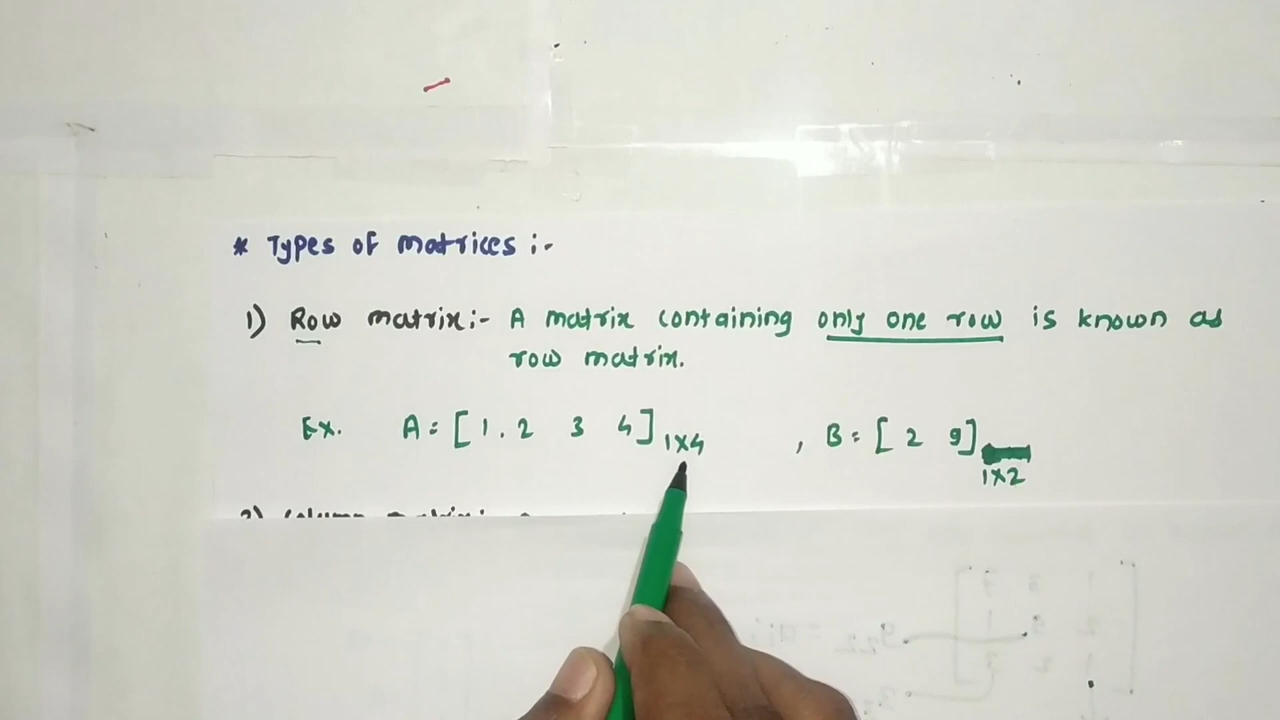 * Types of matrices :-
1) Row matrix:- A matrix containing only one row is known as
row matrix.
Ex. A = [1. 2 3 4]1×4 , B = [2 9]
1×2